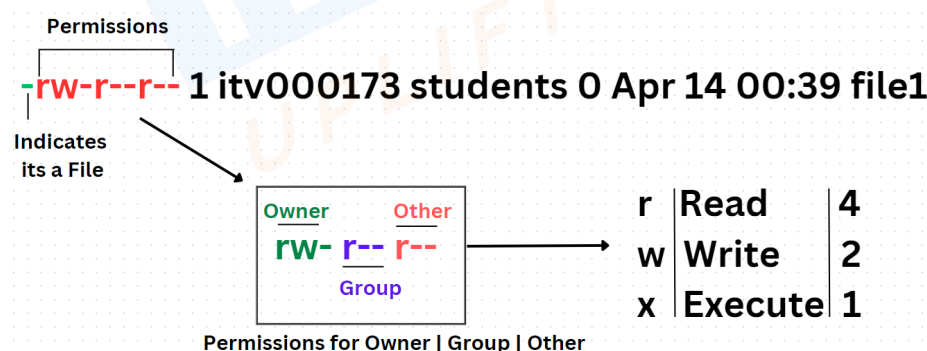 Permissions
-rw-r--r-- 1 itv000173 students 0 Apr 14 00:39 file1
Indicates
its a File
Owner Other
rw- r-- r--
Group
Permissions for Owner | Group | Other
r Read 4
w Write 2
x Execute 1
UPLIFT